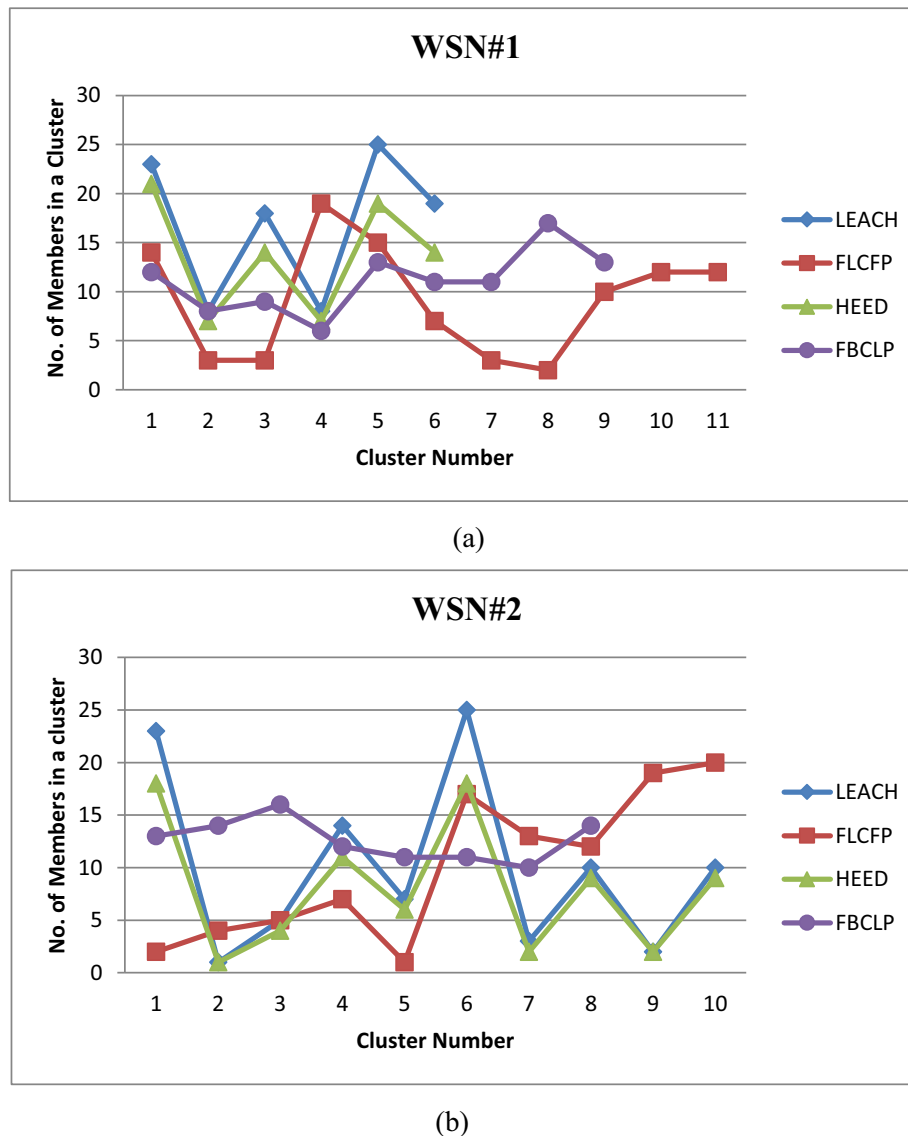 WSN#1
No. of Members in a Cluster
30
25
20
15
10
5
0
1 2 3 4 5 6 7 8 9 10 11
Cluster Number
LEACH
FLCFP
HEED
FBCLP
(a)
WSN#2
No. of Members in a cluster
30
25
20
15
10
5
0
1 2 3 4 5 6 7 8 9 10
Cluster Number
LEACH
FLCFP
HEED
FBCLP
(b)